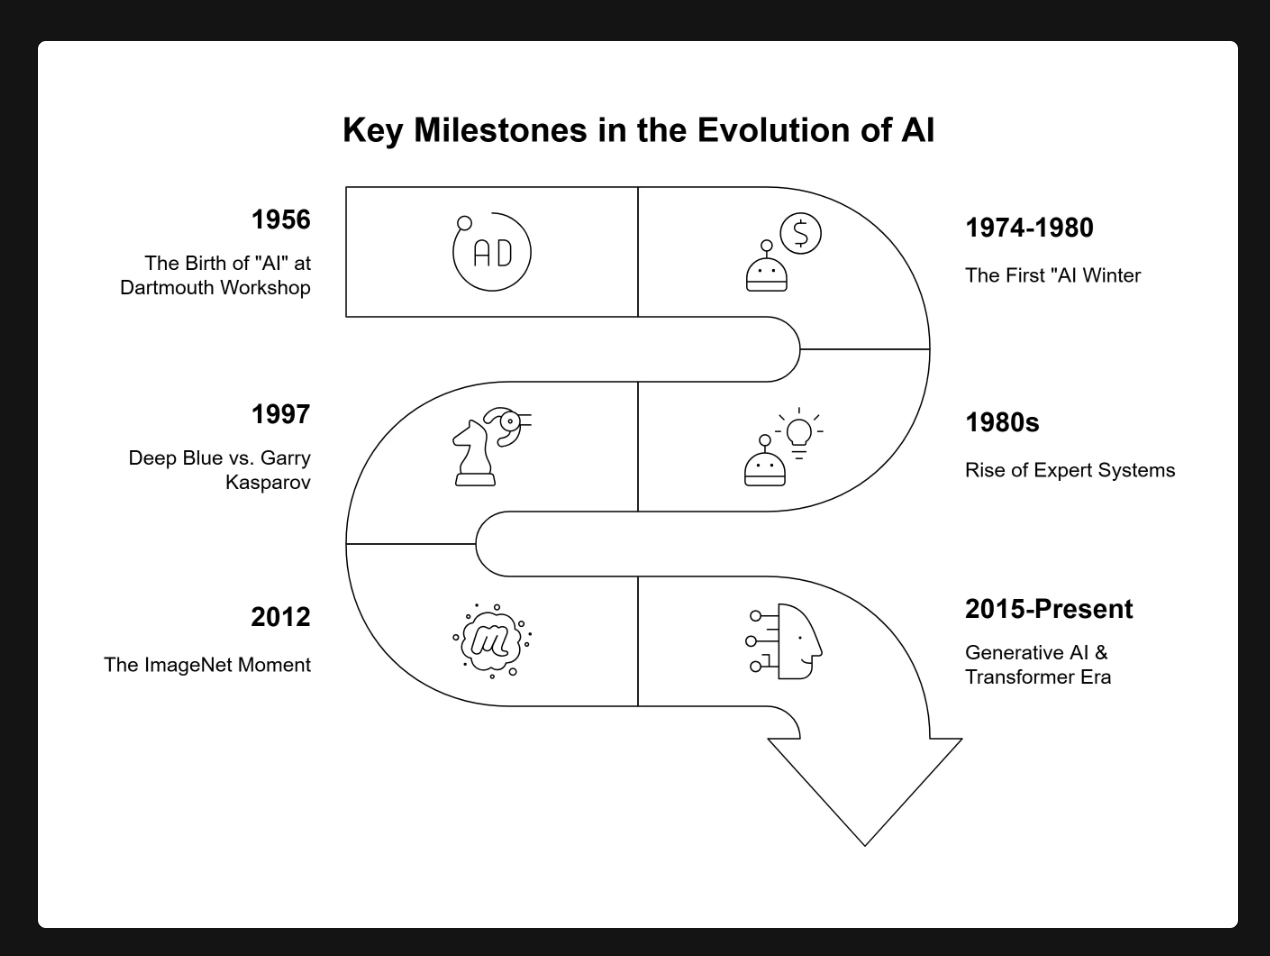 Key Milestones in the Evolution of AI
1956
The Birth of "AI" at
Dartmouth Workshop
AD
$
1974-1980
The First "AI Winter
1997
Deep Blue vs. Garry
Kasparov
1980s
Rise of Expert Systems
2012
The ImageNet Moment
m
2015-Present
Generative AI &
Transformer Era